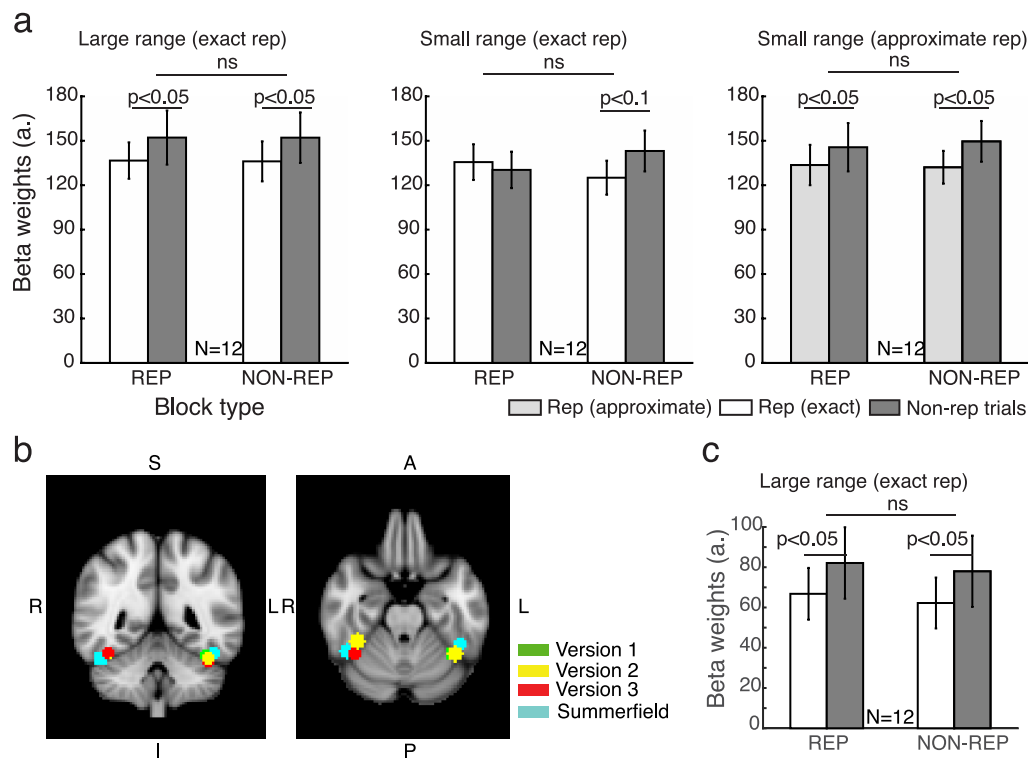 a
Large range (exact rep)
ns
p<0.05
p<0.05
Beta weights (a.)
180
150
120
90
60
30
0
N=12
REP
NON-REP
Block type
Small range (exact rep)
ns
p<0.1
180
150
120
90
60
30
0
N=12
REP
NON-REP
Small range (approximate rep)
ns
p<0.05
p<0.05
180
150
120
90
60
30
0
N=12
REP
NON-REP
Rep (approximate)
Rep (exact)
Non-rep trials
b
S
R
L
I
A
R
L
P
Version 1
Version 2
Version 3
Summerfield
c
Large range (exact rep)
ns
p<0.05
p<0.05
Beta weights (a.)
100
80
60
40
20
0
N=12
REP
NON-REP